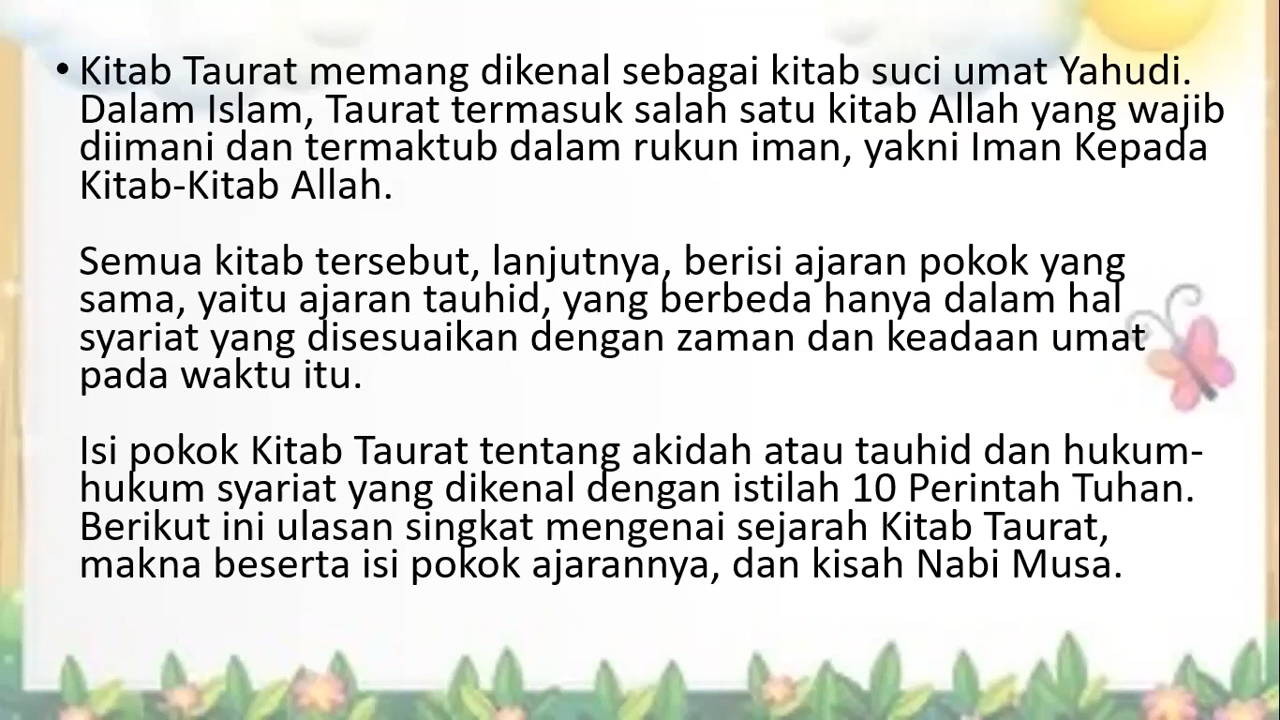 • Kitab Taurat memang dikenal sebagai kitab suci umat Yahudi.
Dalam Islam, Taurat termasuk salah satu kitab Allah yang wajib
diimani dan termaktub dalam rukun iman, yakni Iman Kepada
Kitab-Kitab Allah.
Semua kitab tersebut, lanjutnya, berisi ajaran pokok yang
sama, yaitu ajaran tauhid, yang berbeda hanya dalam hal
syariat yang disesuaikan dengan zaman dan keadaan umat
pada waktu itu.
Isi pokok Kitab Taurat tentang akidah atau tauhid dan hukum-
hukum syariat yang dikenal dengan istilah 10 Perintah Tuhan.
Berikut ini ulasan singkat mengenai sejarah Kitab Taurat,
makna beserta isi pokok ajarannya, dan kisah Nabi Musa.